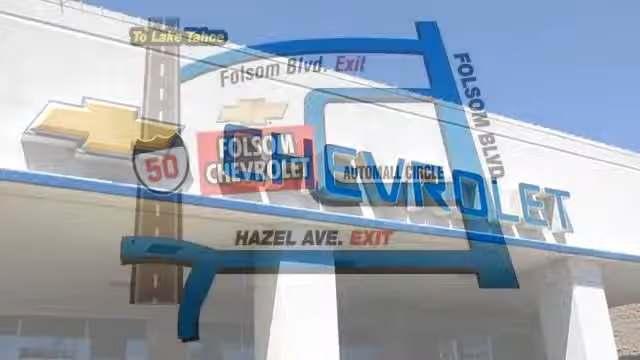 To Lake Tahoe
Folsom Blvd. Exit
FOLSOM BLVD.
50
FOLSOM
CHEVROLET
AUTOMALL CIRCLE
CHEVROLET
HAZEL AVE. EXIT